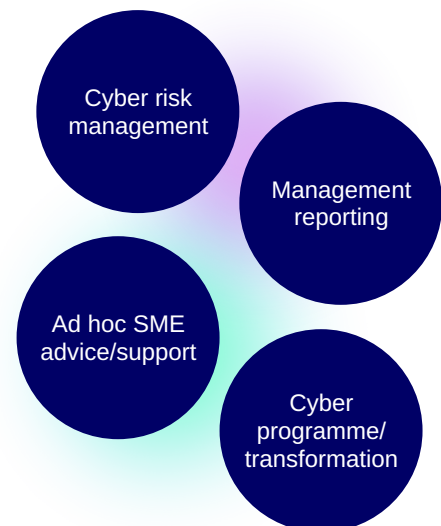 Cyber risk
management
Management
reporting
Ad hoc SME
advice/support
Cyber
programme/
transformation